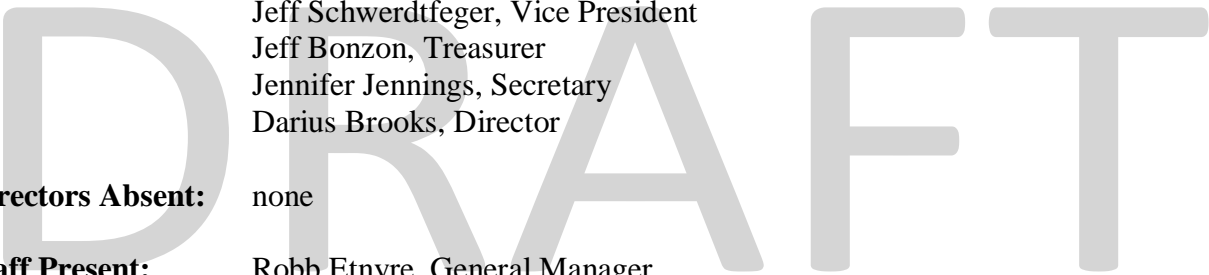 Jeff Schwerdtfeger, Vice President
Jeff Bonzon, Treasurer
Jennifer Jennings, Secretary
Darius Brooks, Director
DRAFT
rectors Absent: none
aff Present: Robb Etnyre, General Manager